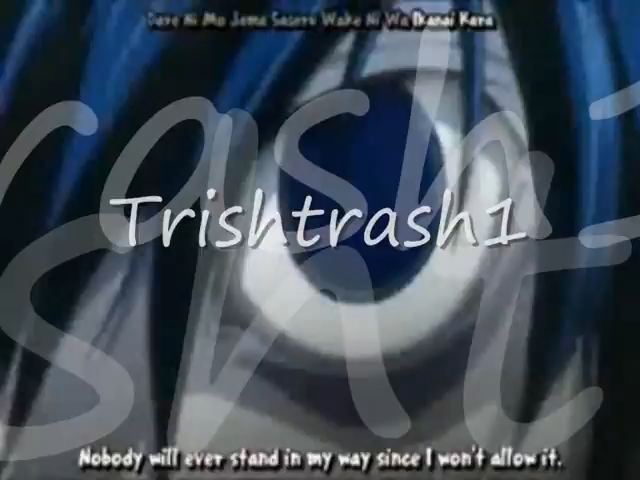 Dare Ni Mo Jama Saseru Wake Ni Wa Ikanai Kara
Trishtrash1
Nobody will ever stand in my way since I won't allow it.